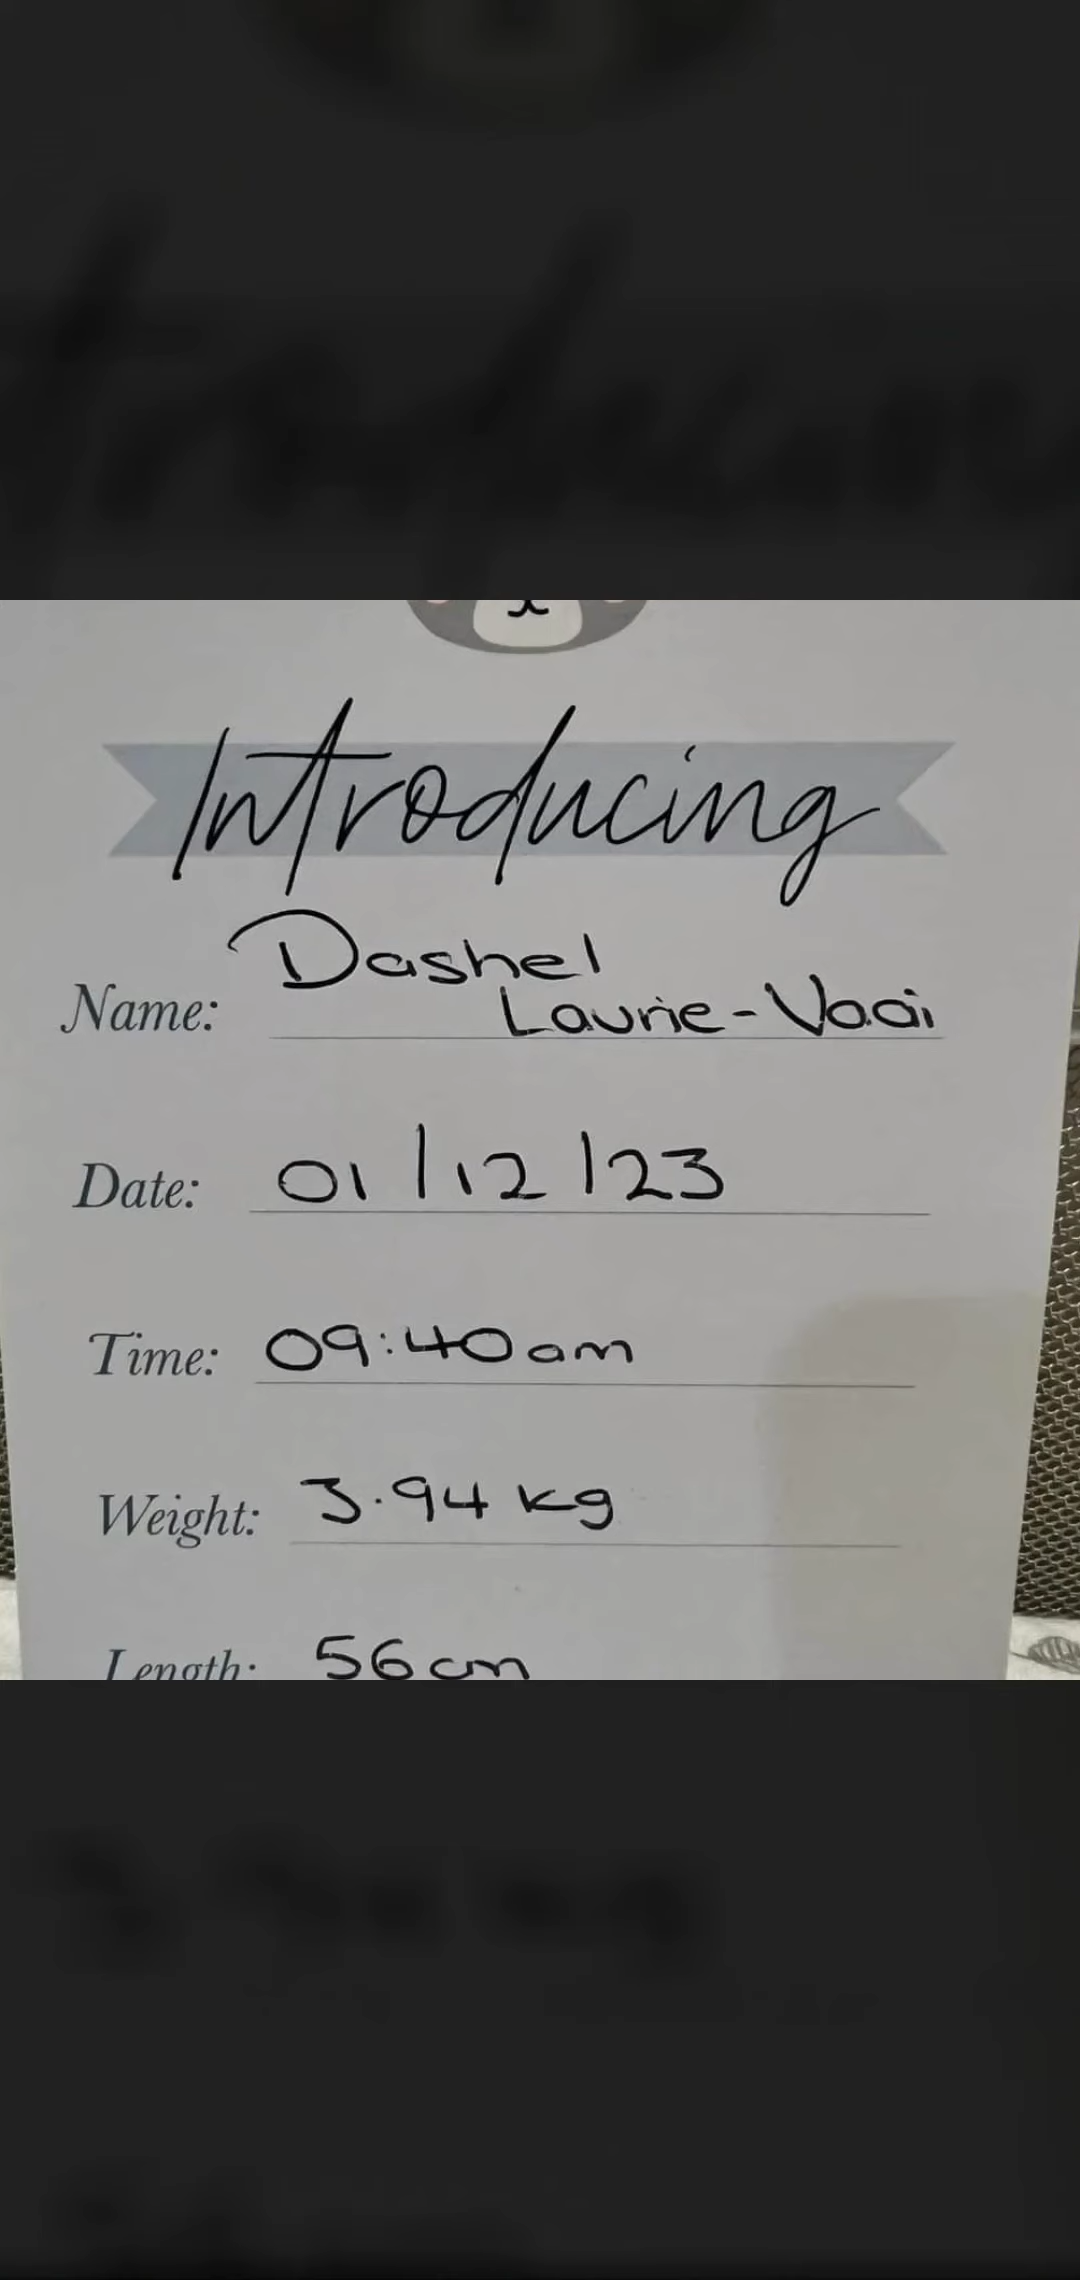 Introducing
Dashel
Name: Laurie-Vaai
Date: 01/12/23
Time: 09:40am
Weight: 3.94 kg
Length: 56cm